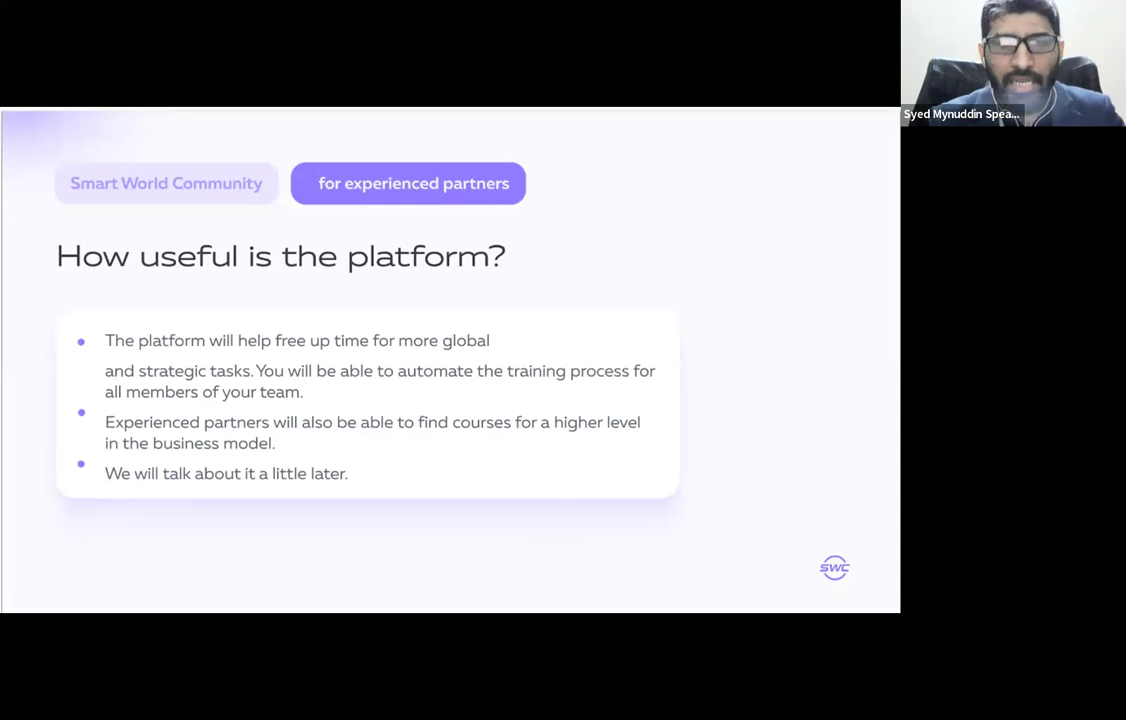 Syed Mynuddin Spea...
Smart World Community
for experienced partners
How useful is the platform?
The platform will help free up time for more global
and strategic tasks. You will be able to automate the training process for
all members of your team.
Experienced partners will also be able to find courses for a higher level
in the business model.
We will talk about it a little later.
SWC